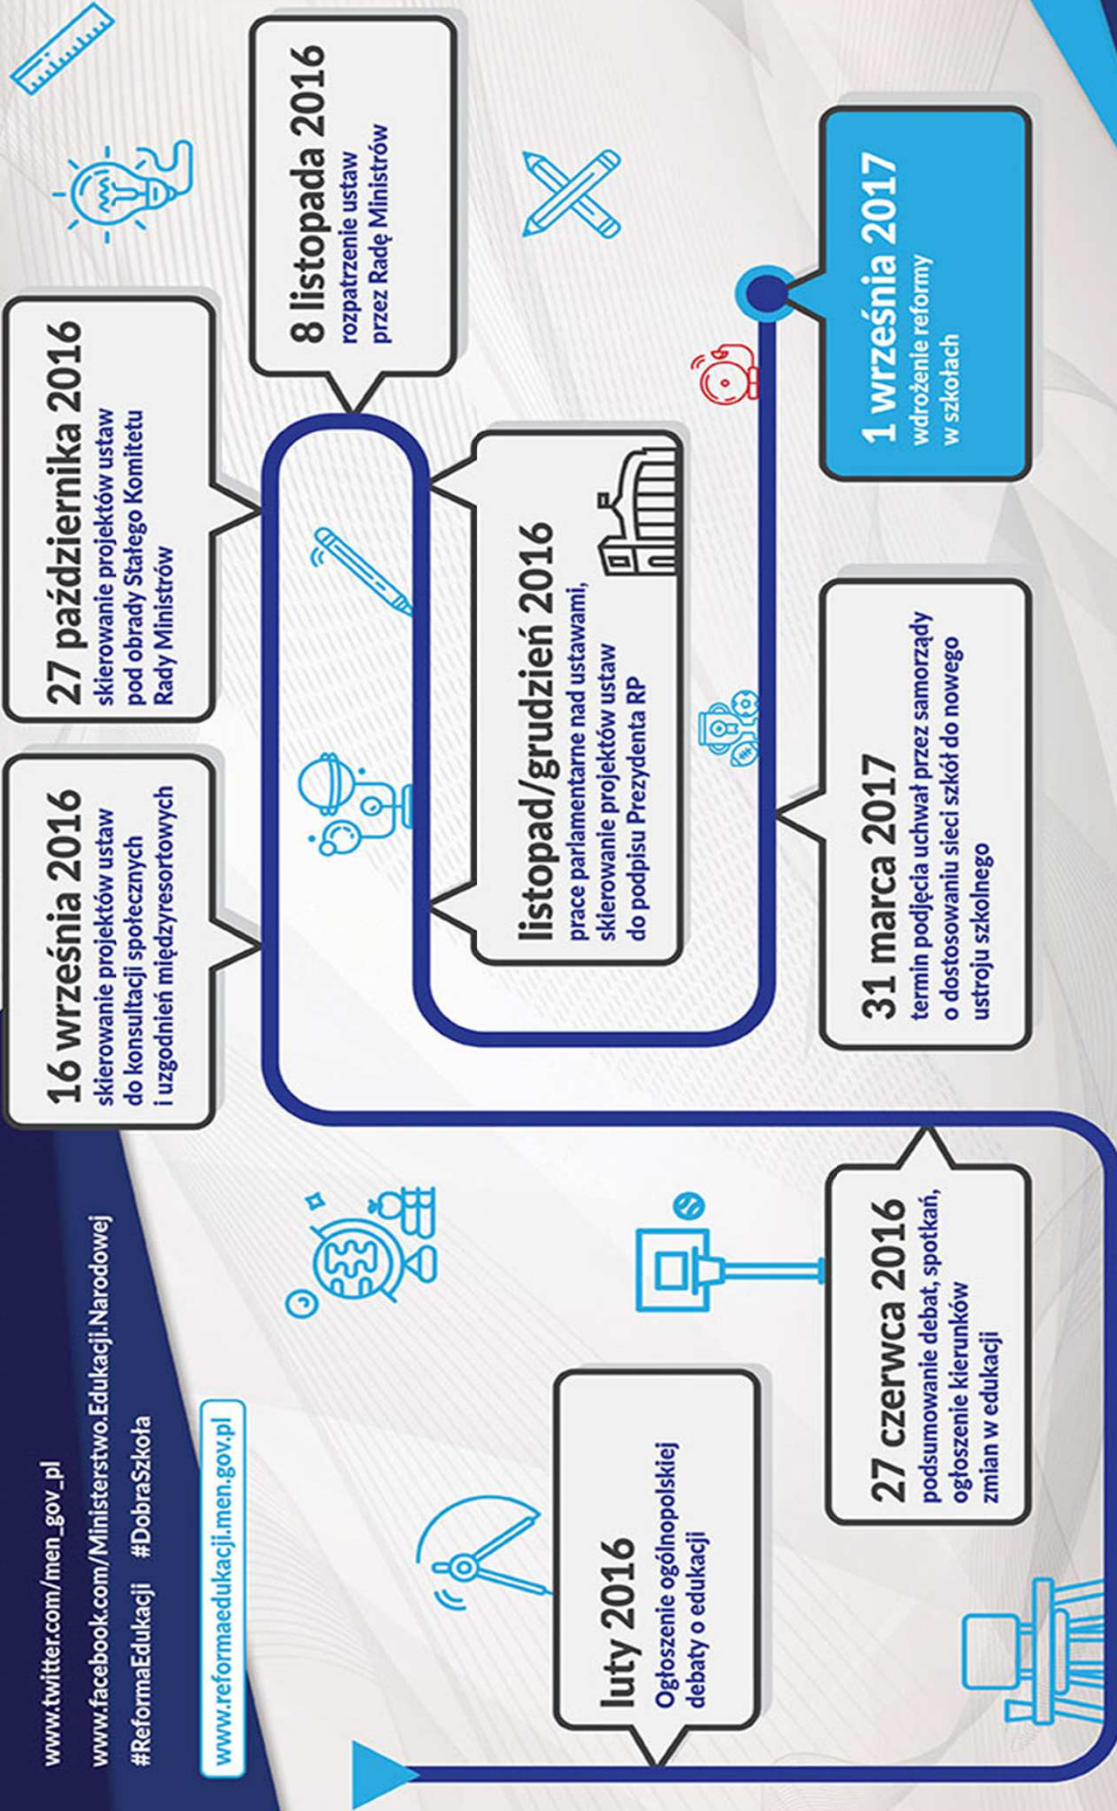 www.twitter.com/men_gov_pl
www.facebook.com/Ministerstwo.Edukacji.Narodowej
#ReformaEdukacji #DobraSzkoła
www.reformaedukacji.men.gov.pl
luty 2016
Ogłoszenie ogólnopolskiej
debaty o edukacji
27 czerwca 2016
podsumowanie debat, spotkań,
ogłoszenie kierunków
zmian w edukacji
16 września 2016
skierowanie projektów ustaw
do konsultacji społecznych
i uzgodnień międzyresortowych
27 października 2016
skierowanie projektów ustaw
pod obrady Stałego Komitetu
Rady Ministrów
8 listopada 2016
rozpatrzenie ustaw
przez Radę Ministrów
listopad/grudzień 2016
prace parlamentarne nad ustawami,
skierowanie projektów ustaw
do podpisu Prezydenta RP
31 marca 2017
termin podjęcia uchwał przez samorządy
o dostosowaniu sieci szkół do nowego
ustroju szkolnego
1 września 2017
wdrożenie reformy
w szkołach